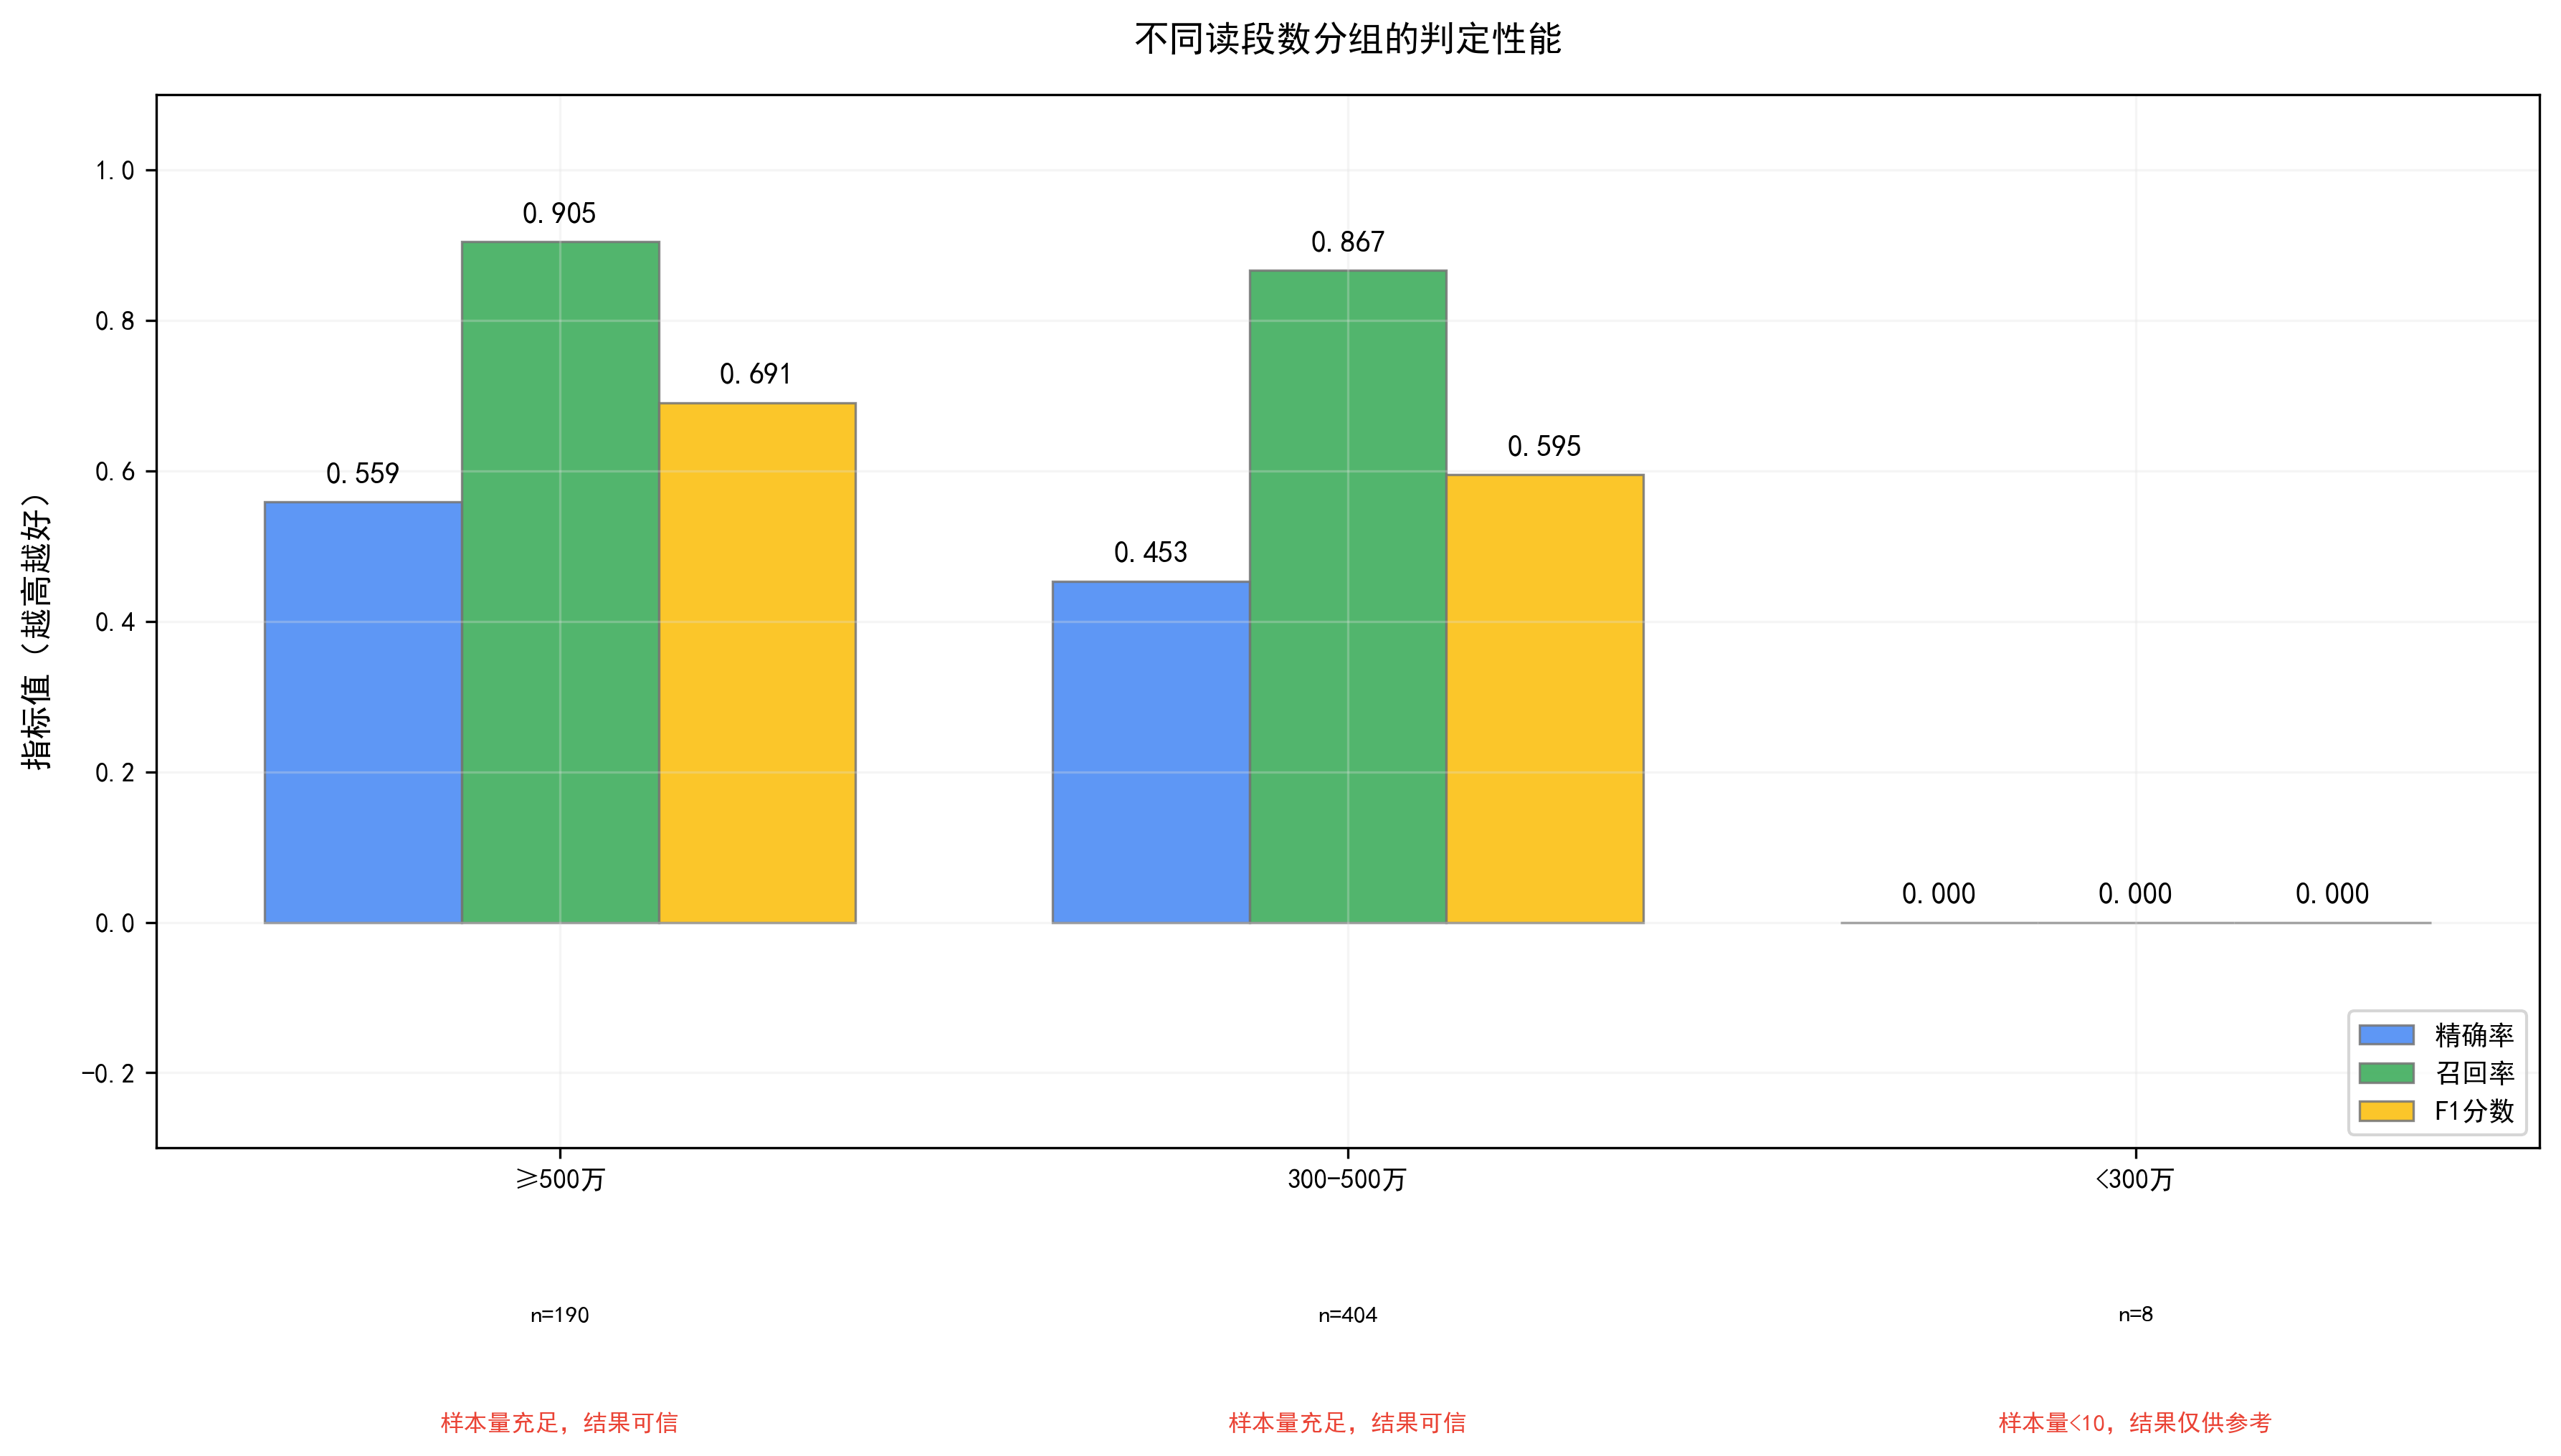 不同读段数分组的判定性能
指标值（越高越好）
1.0
0.8
0.6
0.4
0.2
0.0
-0.2
0.559
0.905
0.691
0.453
0.867
0.595
0.000
0.000
0.000
精确率
召回率
F1分数
≥500万
300-500万
<300万
n=190
n=404
n=8
样本量充足，结果可信
样本量充足，结果可信
样本量<10，结果仅供参考